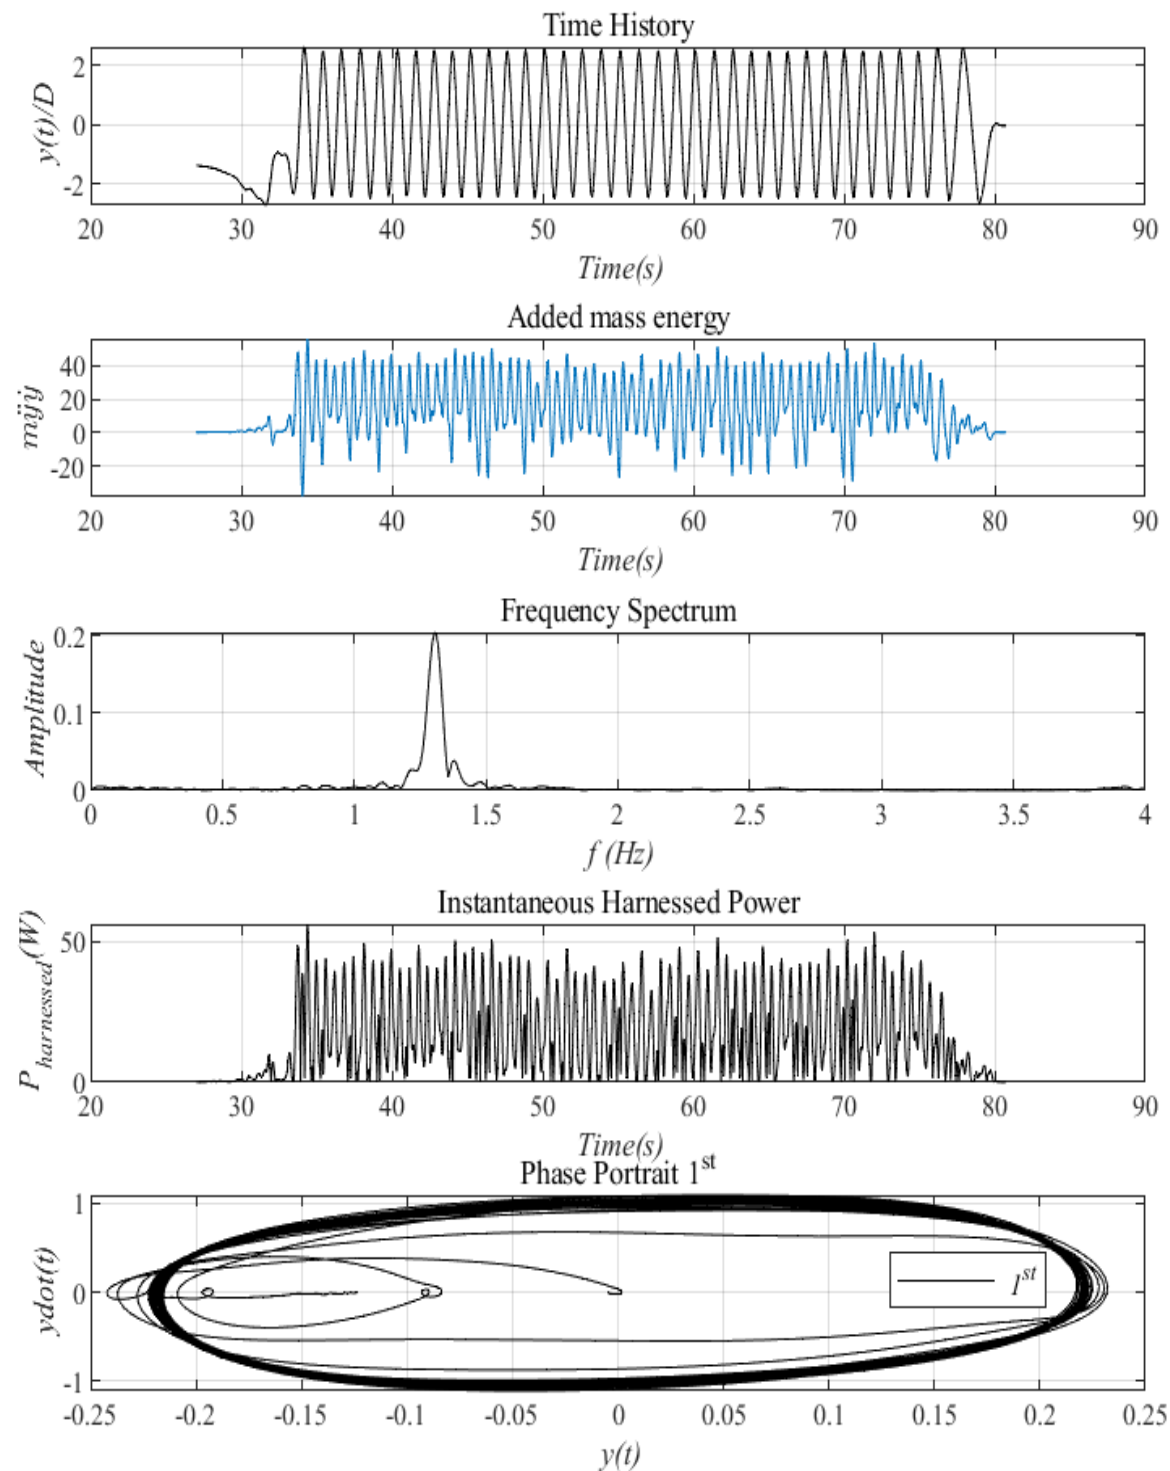 Time History
y(t)/D
2
0
-2
20 30 40 50 60 70 80 90
Time(s)
Added mass energy
mÿẏ
40
20
0
-20
20 30 40 50 60 70 80 90
Time(s)
Frequency Spectrum
Amplitude
0.2
0.1
0
0 0.5 1 1.5 2 2.5 3 3.5 4
f (Hz)
Instantaneous Harnessed Power
P harnessed (W)
50
0
20 30 40 50 60 70 80 90
Time(s)
Phase Portrait 1st
ydot(t)
1
0
-1
1st
-0.25 -0.2 -0.15 -0.1 -0.05 0 0.05 0.1 0.15 0.2 0.25
y(t)